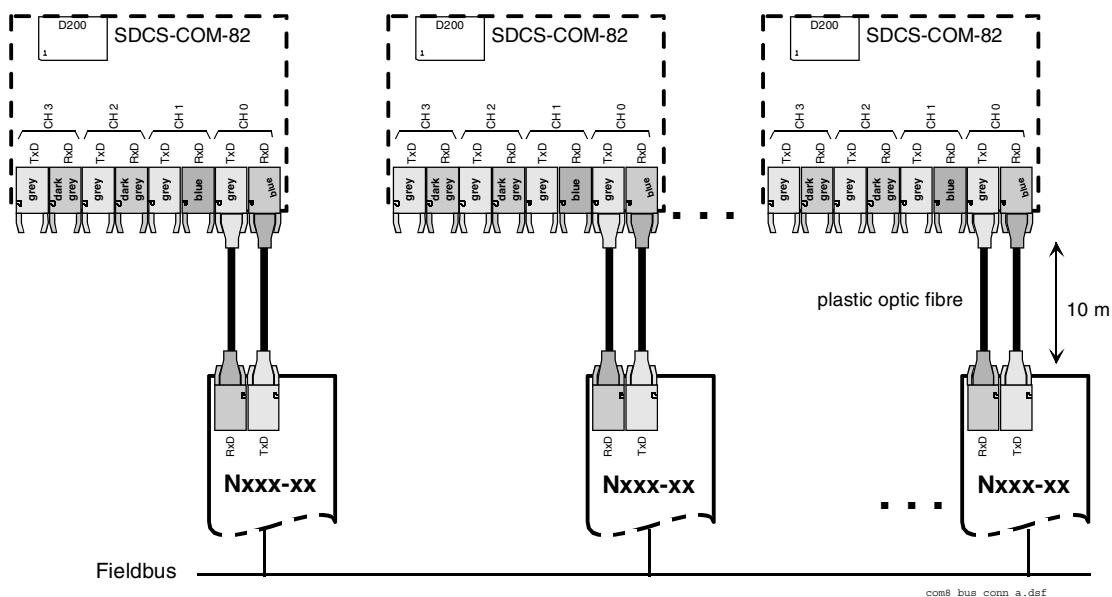 D200
1
SDCS-COM-82
D200
1
SDCS-COM-82
D200
1
SDCS-COM-82
CH 3 CH 2 CH 1 CH 0
TxD RxD TxD RxD TxD RxD TxD RxD
grey dark grey grey dark grey grey blue grey blue
CH 3 CH 2 CH 1 CH 0
TxD RxD TxD RxD TxD RxD TxD RxD
grey dark grey grey dark grey grey blue grey blue
CH 3 CH 2 CH 1 CH 0
TxD RxD TxD RxD TxD RxD TxD RxD
grey dark grey grey dark grey grey blue grey blue
plastic optic fibre
10 m
RxD TxD
Nxxx-xx
RxD TxD
Nxxx-xx
RxD TxD
Nxxx-xx
Fieldbus
com8_bus_conn_a.dsf